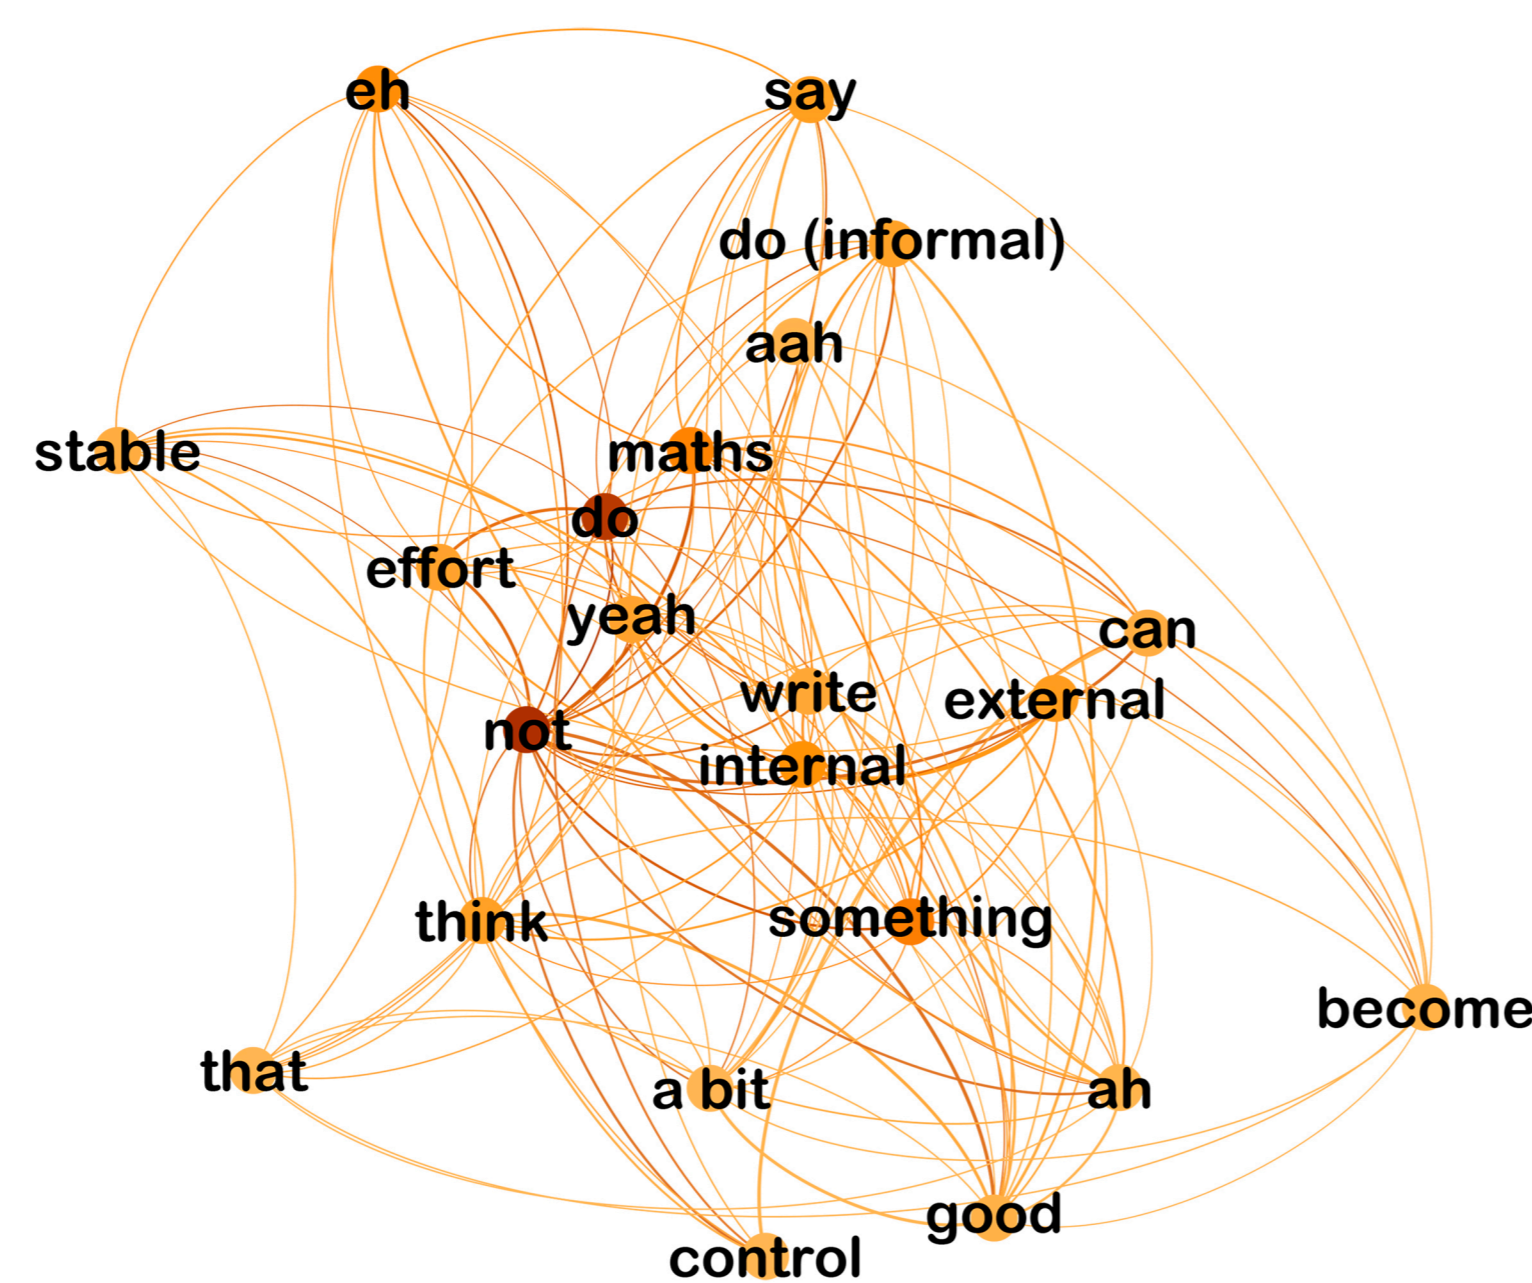 eh
say
do (informal)
aah
stable
maths
do
effort
yeah
can
write
external
not
internal
think
something
become
that
a bit
ah
good
control